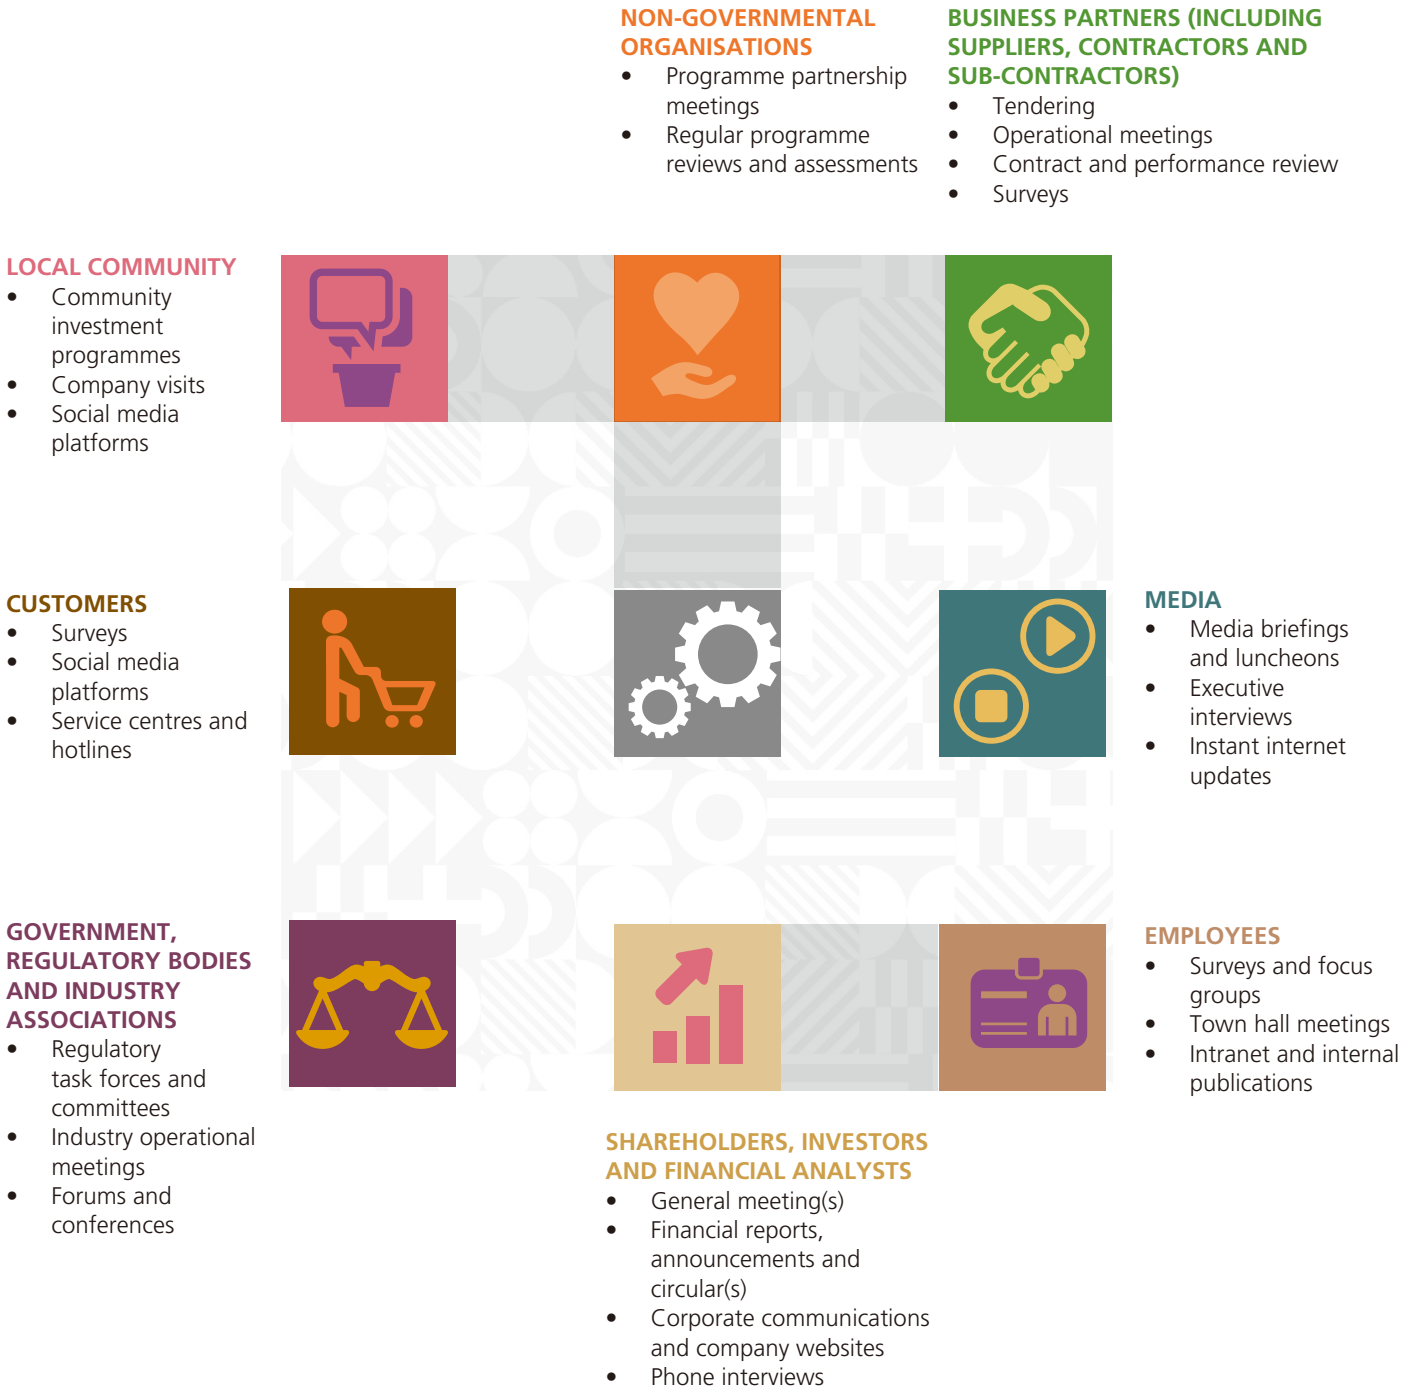 NON-GOVERNMENTAL
ORGANISATIONS
• Programme partnership
meetings
• Regular programme
reviews and assessments
BUSINESS PARTNERS (INCLUDING
SUPPLIERS, CONTRACTORS AND
SUB-CONTRACTORS)
• Tendering
• Operational meetings
• Contract and performance review
• Surveys
LOCAL COMMUNITY
• Community
investment
programmes
• Company visits
• Social media
platforms
CUSTOMERS
• Surveys
• Social media
platforms
• Service centres and
hotlines
MEDIA
• Media briefings
and luncheons
• Executive
interviews
• Instant internet
updates
GOVERNMENT,
REGULATORY BODIES
AND INDUSTRY
ASSOCIATIONS
• Regulatory
task forces and
committees
• Industry operational
meetings
• Forums and
conferences
EMPLOYEES
• Surveys and focus
groups
• Town hall meetings
• Intranet and internal
publications
SHAREHOLDERS, INVESTORS
AND FINANCIAL ANALYSTS
• General meeting(s)
• Financial reports,
announcements and
circular(s)
• Corporate communications
and company websites
• Phone interviews